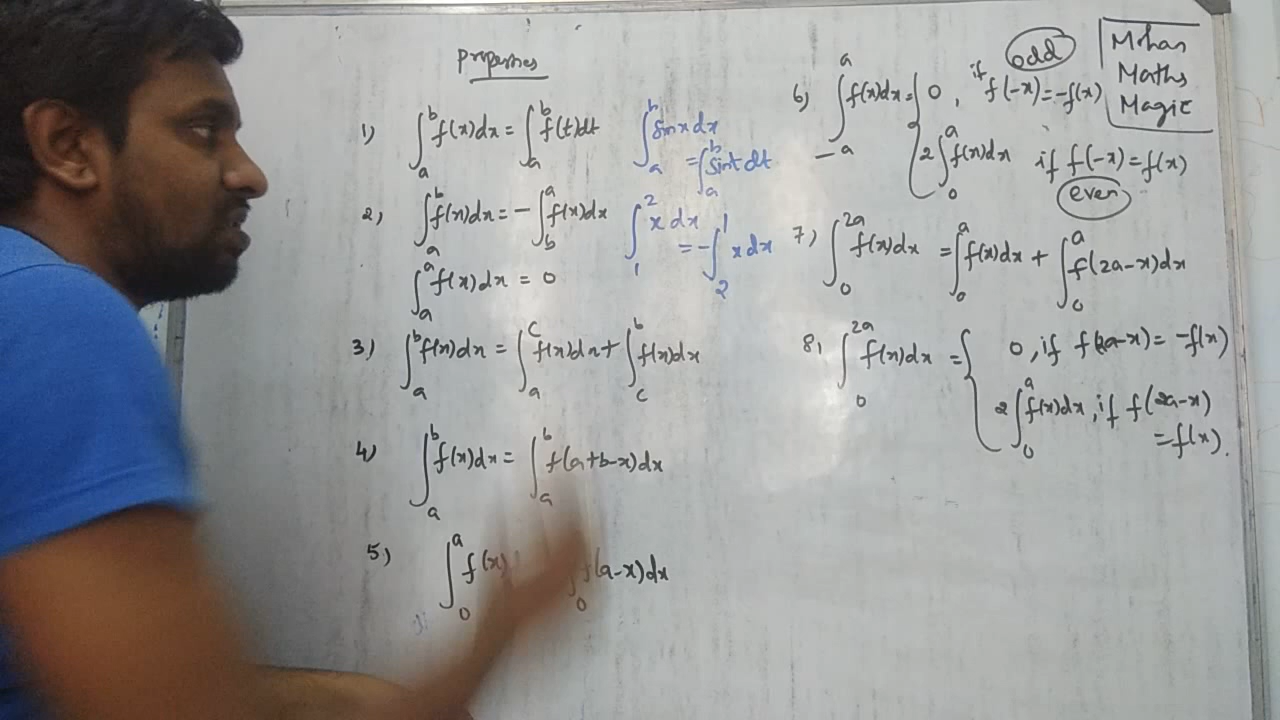 Properties
1) ∫_a^b f(x)dx = ∫_a^b f(t)dt
∫_a^b sinx dx
= ∫_a^b sint dt
2, ∫_a^b f(x)dx = -∫_b^a f(x)dx
∫_1^2 x dx
= -∫_2^1 x dx
∫_a^a f(x)dx = 0
3) ∫_a^b f(x)dx = ∫_a^c f(x)dx + ∫_c^b f(x)dx
4) ∫_a^b f(x)dx = ∫_a^b f(a+b-x)dx
5) ∫_0^a f(x) ∫_0 f(a-x)dx
odd
6) ∫_-a^a f(x)dx = { 0, if f(-x) = -f(x)
2∫_0^a f(x)dx if f(-x) = f(x)
even
7) ∫_0^2a f(x)dx = ∫_0^a f(x)dx + ∫_0^a f(2a-x)dx
8, ∫_0^2a f(x)dx = { 0, if f(2a-x) = -f(x)
2∫_0^a f(x)dx, if f(2a-x)
= f(x).
Mohan
Maths
Magic